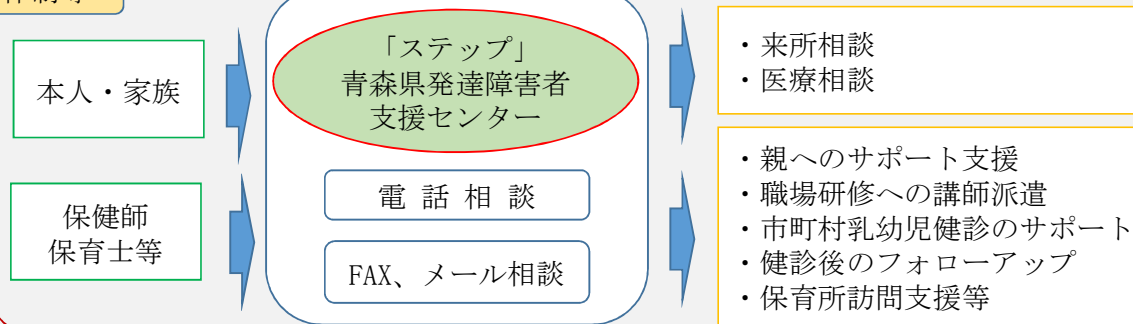 本人・家族
保健師
保育士等
「ステップ」
青森県発達障害者
支援センター
電 話 相 談
FAX、メール相談
・来所相談
・医療相談
・親へのサポート支援
・職場研修への講師派遣
・市町村乳幼児健診のサポート
・健診後のフォローアップ
・保育所訪問支援等